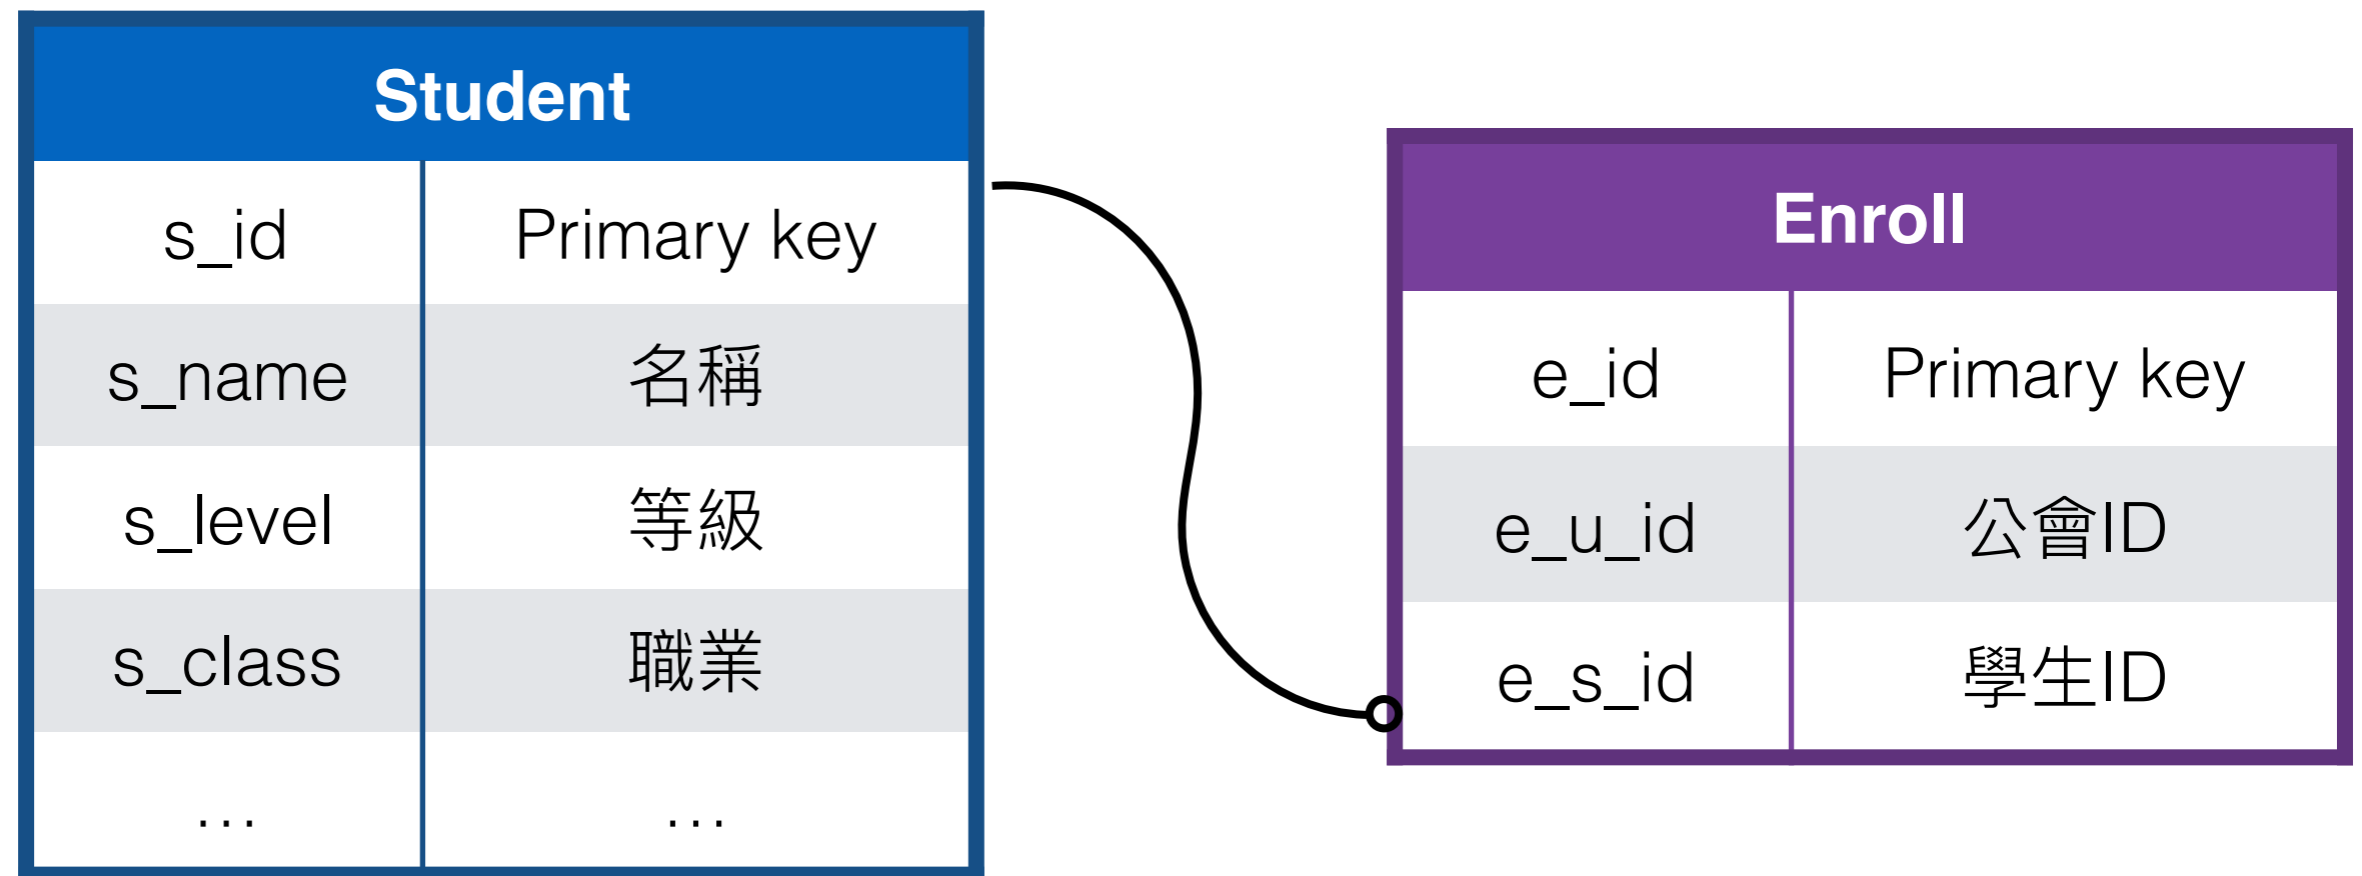 Student
s_id Primary key
s_name 名稱
s_level 等級
s_class 職業
... ...
Enroll
e_id Primary key
e_u_id 公會ID
e_s_id 學生ID